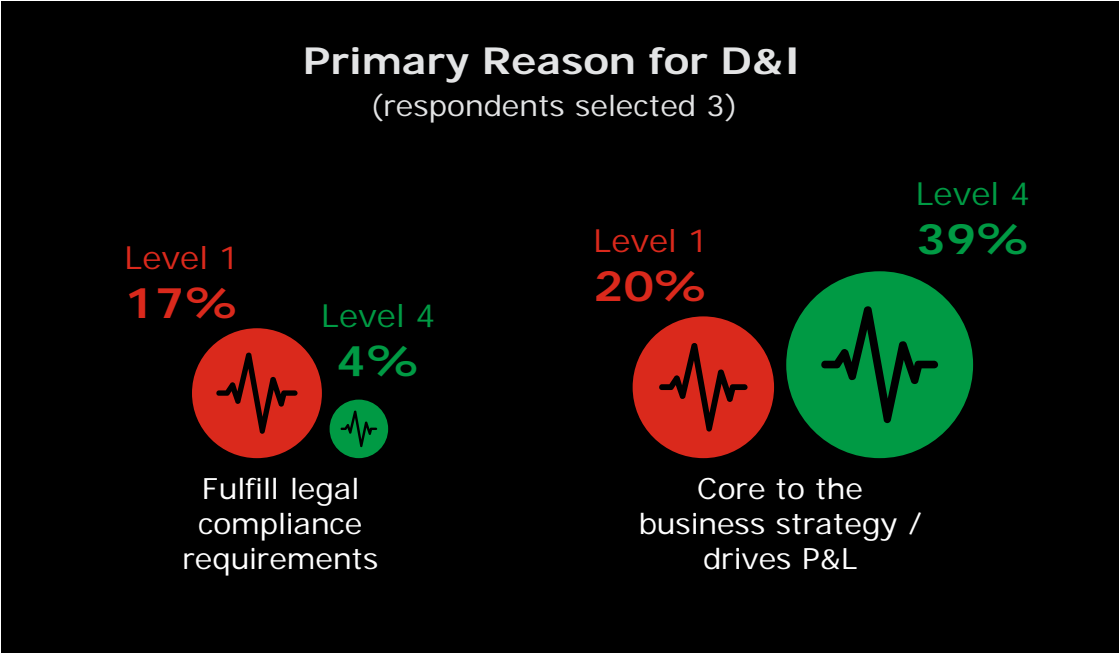 Primary Reason for D&I
(respondents selected 3)
Level 1
17%
Level 4
4%
Fulfill legal
compliance
requirements
Level 1
20%
Level 4
39%
Core to the
business strategy /
drives P&L